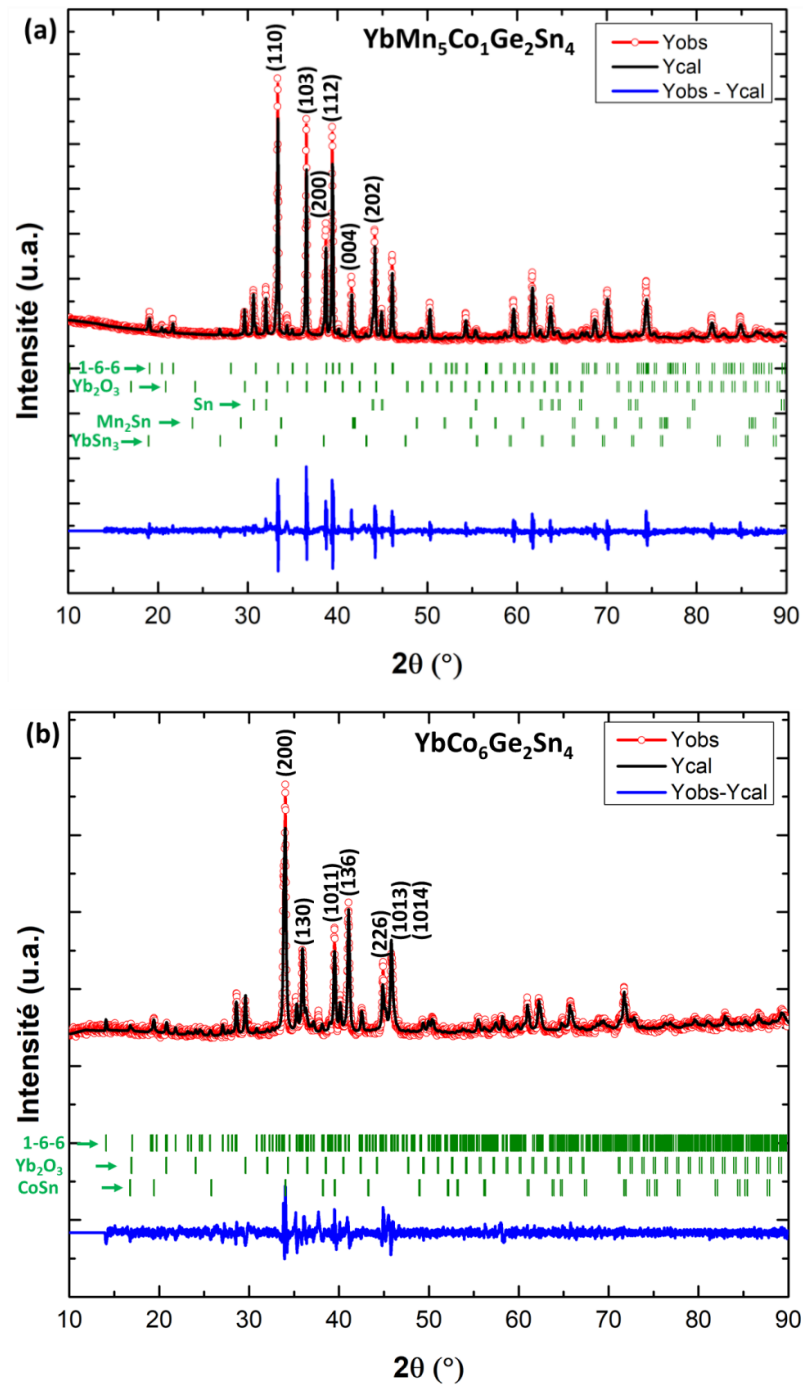 (a)
YbMn₅Co₁Ge₂Sn₄
Yobs
Ycal
Yobs - Ycal
(110)
(103)
(112)
(200)
(004)
(202)
Intensité (u.a.)
1-6-6
Yb₂O₃
Sn
Mn₂Sn
YbSn₃
10 20 30 40 50 60 70 80 90
2θ (°)
(b)
YbCo₆Ge₂Sn₄
Yobs
Ycal
Yobs-Ycal
(200)
(130)
(1011)
(136)
(226)
(1013)
(1014)
Intensité (u.a.)
1-6-6
Yb₂O₃
CoSn
10 20 30 40 50 60 70 80 90
2θ (°)